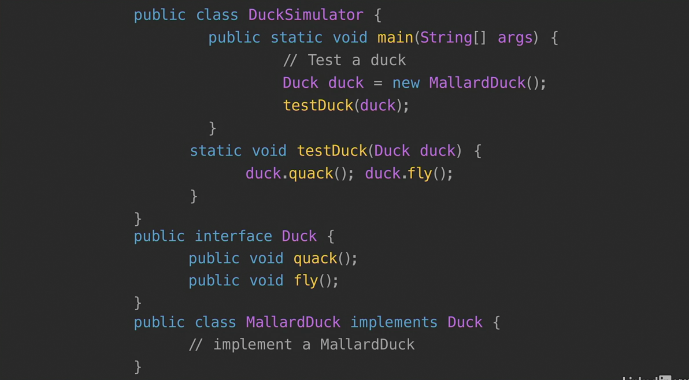 public class DuckSimulator {
public static void main(String[] args) {
// Test a duck
Duck duck = new MallardDuck();
testDuck(duck);
}
static void testDuck(Duck duck) {
duck.quack(); duck.fly();
}
}
public interface Duck {
public void quack();
public void fly();
}
public class MallardDuck implements Duck {
// implement a MallardDuck
}